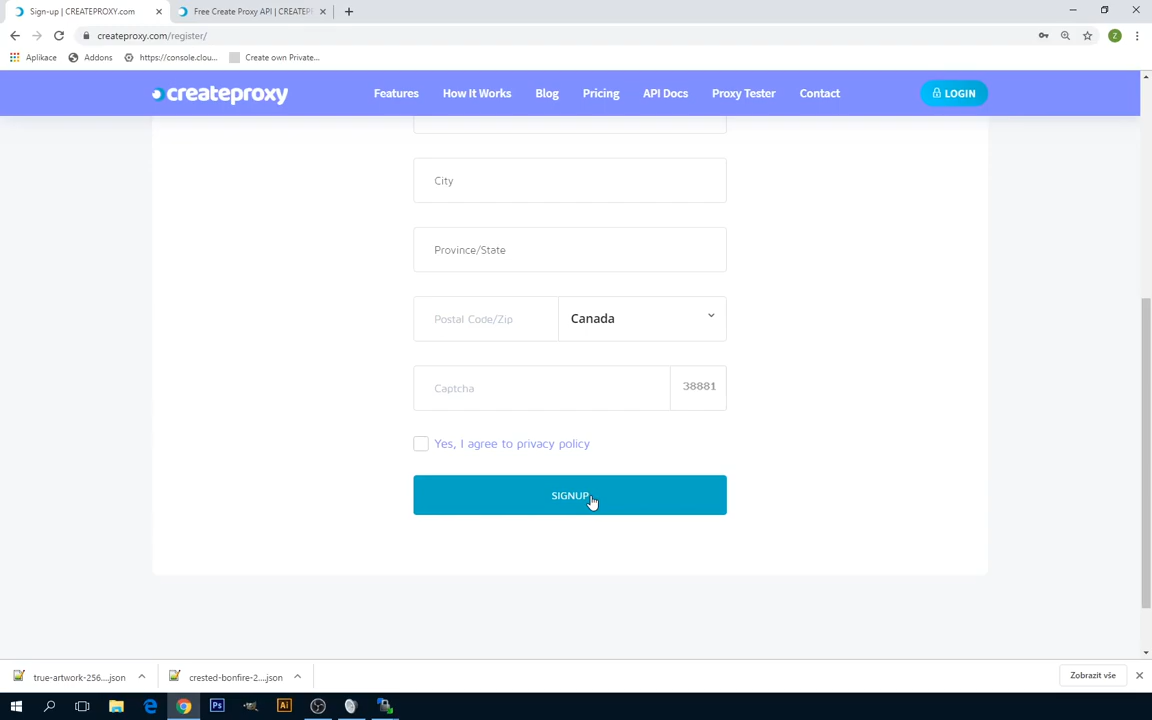 Sign-up | CREATEPROXY.com
Free Create Proxy API | CREATEP
createproxy.com/register/
Z
Aplikace
Addons
https://console.clou...
Create own Private...
createproxy
Features
How It Works
Blog
Pricing
API Docs
Proxy Tester
Contact
LOGIN
City
Province/State
Postal Code/Zip
Canada
Captcha
38881
Yes, I agree to privacy policy
SIGNUP
true-artwork-256....json
crested-bonfire-2....json
Zobrazit vše
Ps
Ai